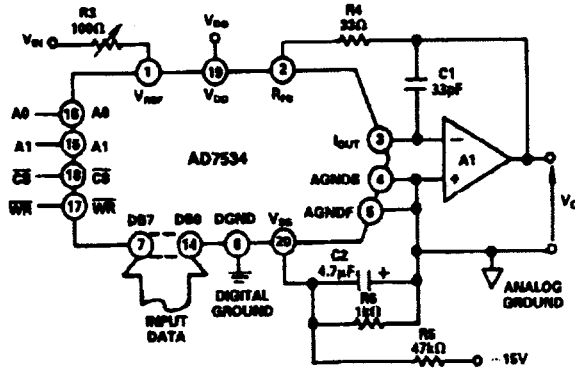 R3
100Ω
VIN
VDD
R4
33Ω
1
19
2
VREF
VDD
RFB
C1
33pF
A0
16
A0
A1
15
A1
CS
18
CS
WR
17
WR
AD7534
IOUT
3
−
A1
AGNDS
4
+
AGNDF
5
VO
DB7
DB0
DGND
VSS
7
14
6
20
C2
4.7μF
+
R6
1kΩ
DIGITAL
GROUND
ANALOG
GROUND
INPUT
DATA
R5
47kΩ
-15V